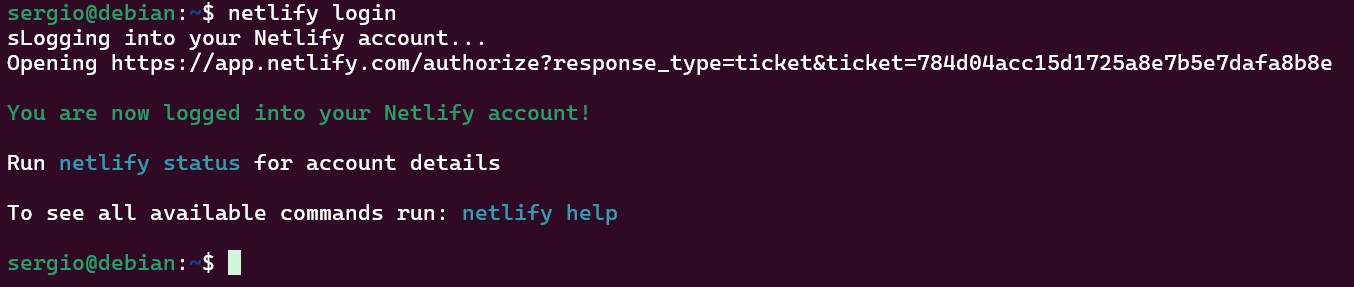 sergio@debian:~$ netlify login
sLogging into your Netlify account...
Opening https://app.netlify.com/authorize?response_type=ticket&ticket=784d04acc15d1725a8e7b5e7dafa8b8e
You are now logged into your Netlify account!
Run netlify status for account details
To see all available commands run: netlify help
sergio@debian:~$